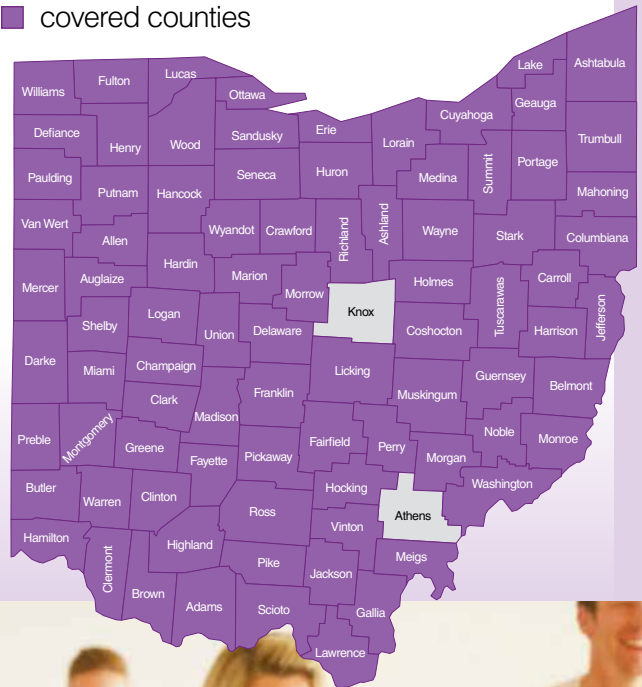 covered counties
Lake
Ashtabula
Lucas
Fulton
Williams
Ottawa
Geauga
Cuyahoga
Erie
Defiance
Sandusky
Trumbull
Lorain
Wood
Henry
Portage
Huron
Seneca
Summit
Medina
Paulding
Putnam
Hancock
Mahoning
Van Wert
Wyandot
Crawford
Richland
Ashland
Wayne
Stark
Columbiana
Allen
Hardin
Marion
Auglaize
Mercer
Morrow
Holmes
Carroll
Tuscarawas
Jefferson
Knox
Logan
Shelby
Union
Delaware
Coshocton
Harrison
Darke
Miami
Champaign
Licking
Guernsey
Belmont
Franklin
Muskingum
Clark
Madison
Preble
Montgomery
Greene
Fairfield
Perry
Noble
Monroe
Fayette
Pickaway
Morgan
Butler
Warren
Clinton
Hocking
Washington
Ross
Athens
Vinton
Hamilton
Clermont
Highland
Meigs
Pike
Jackson
Brown
Adams
Scioto
Gallia
Lawrence